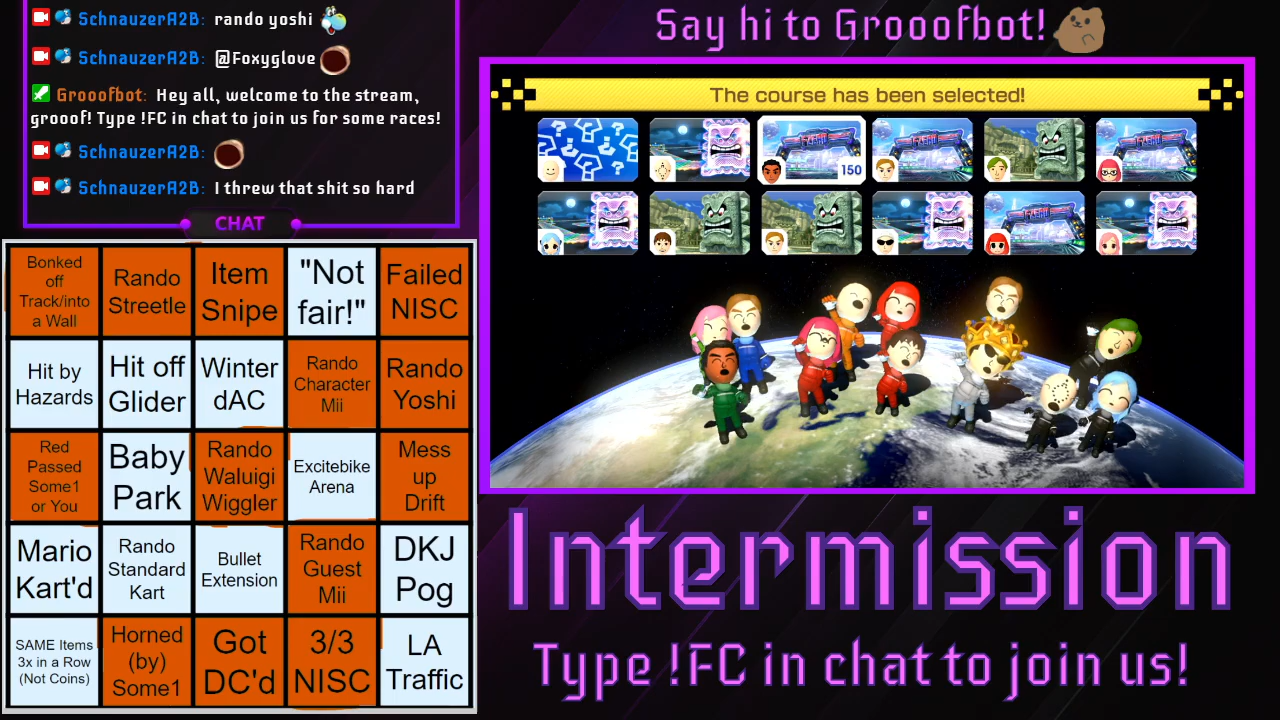 SchnauzerA2B: rando yoshi
SchnauzerA2B: @Foxyglove
Grooofbot: Hey all, welcome to the stream,
grooof! Type !FC in chat to join us for some races!
SchnauzerA2B:
SchnauzerA2B: I threw that shit so hard
CHAT
Say hi to Grooofbot!
The course has been selected!
150
Bonked
off
Track/into
a Wall
Rando
Streetle
Item
Snipe
"Not
fair!"
Failed
NISC
Hit by
Hazards
Hit off
Glider
Winter
dAC
Rando
Character
Mii
Rando
Yoshi
Red
Passed
Some1
or You
Baby
Park
Rando
Waluigi
Wiggler
Excitebike
Arena
Mess
up
Drift
Mario
Kart'd
Rando
Standard
Kart
Bullet
Extension
Rando
Guest
Mii
DKJ
Pog
SAME Items
3x in a Row
(Not Coins)
Horned
(by)
Some1
Got
DC'd
3/3
NISC
LA
Traffic
Intermission
Type !FC in chat to join us!